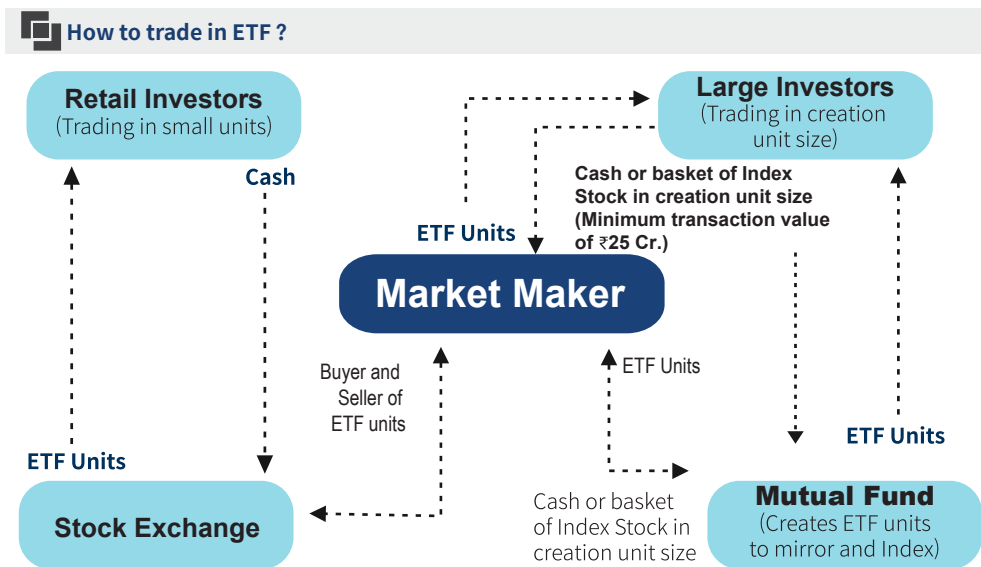 How to trade in ETF ?
Retail Investors
(Trading in small units)
Large Investors
(Trading in creation
unit size)
Cash
Cash or basket of Index
Stock in creation unit size
(Minimum transaction value
of ₹25 Cr.)
ETF Units
Market Maker
Buyer and
Seller of
ETF units
ETF Units
ETF Units
ETF Units
Stock Exchange
Cash or basket
of Index Stock in
creation unit size
Mutual Fund
(Creates ETF units
to mirror and Index)